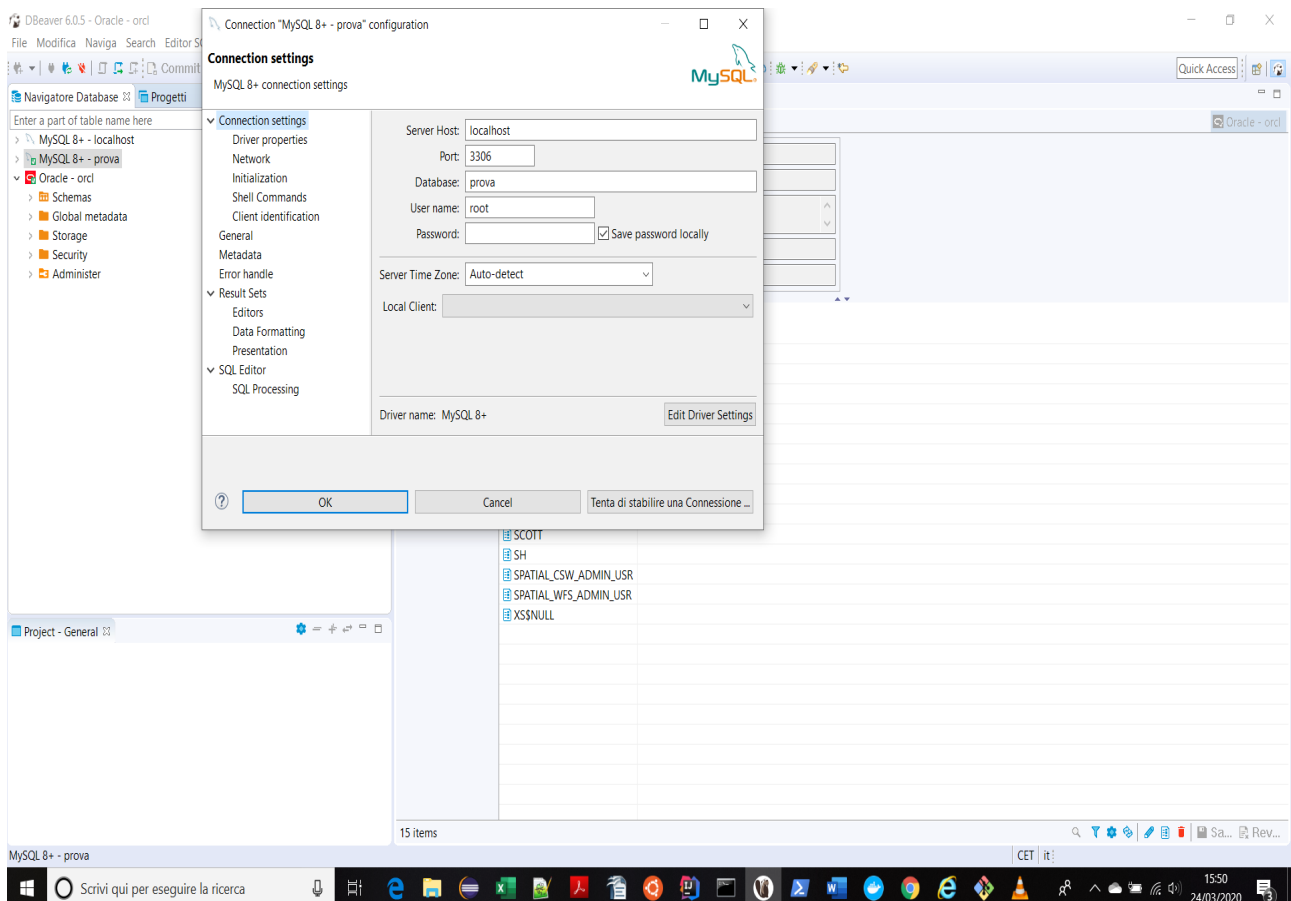 DBeaver 6.0.5 - Oracle - orcl
File Modifica Naviga Search Editor S
Commit
Quick Access
Navigatore Database
Progetti
Enter a part of table name here
MySQL 8+ - localhost
MySQL 8+ - prova
Oracle - orcl
Schemas
Global metadata
Storage
Security
Administer
Oracle - orcl
Connection "MySQL 8+ - prova" configuration
Connection settings
MySQL 8+ connection settings
MySQL
Connection settings
Driver properties
Network
Initialization
Shell Commands
Client identification
General
Metadata
Error handle
Result Sets
Editors
Data Formatting
Presentation
SQL Editor
SQL Processing
Server Host: localhost
Port: 3306
Database: prova
User name: root
Password:
Save password locally
Server Time Zone: Auto-detect
Local Client:
Driver name: MySQL 8+
Edit Driver Settings
OK
Cancel
Tenta di stabilire una Connessione ...
SCOTT
SH
SPATIAL_CSW_ADMIN_USR
SPATIAL_WFS_ADMIN_USR
XS$NULL
Project - General
15 items
Sa...
Rev...
MySQL 8+ - prova
CET
it
Scrivi qui per eseguire la ricerca
15:50
24/03/2020
3